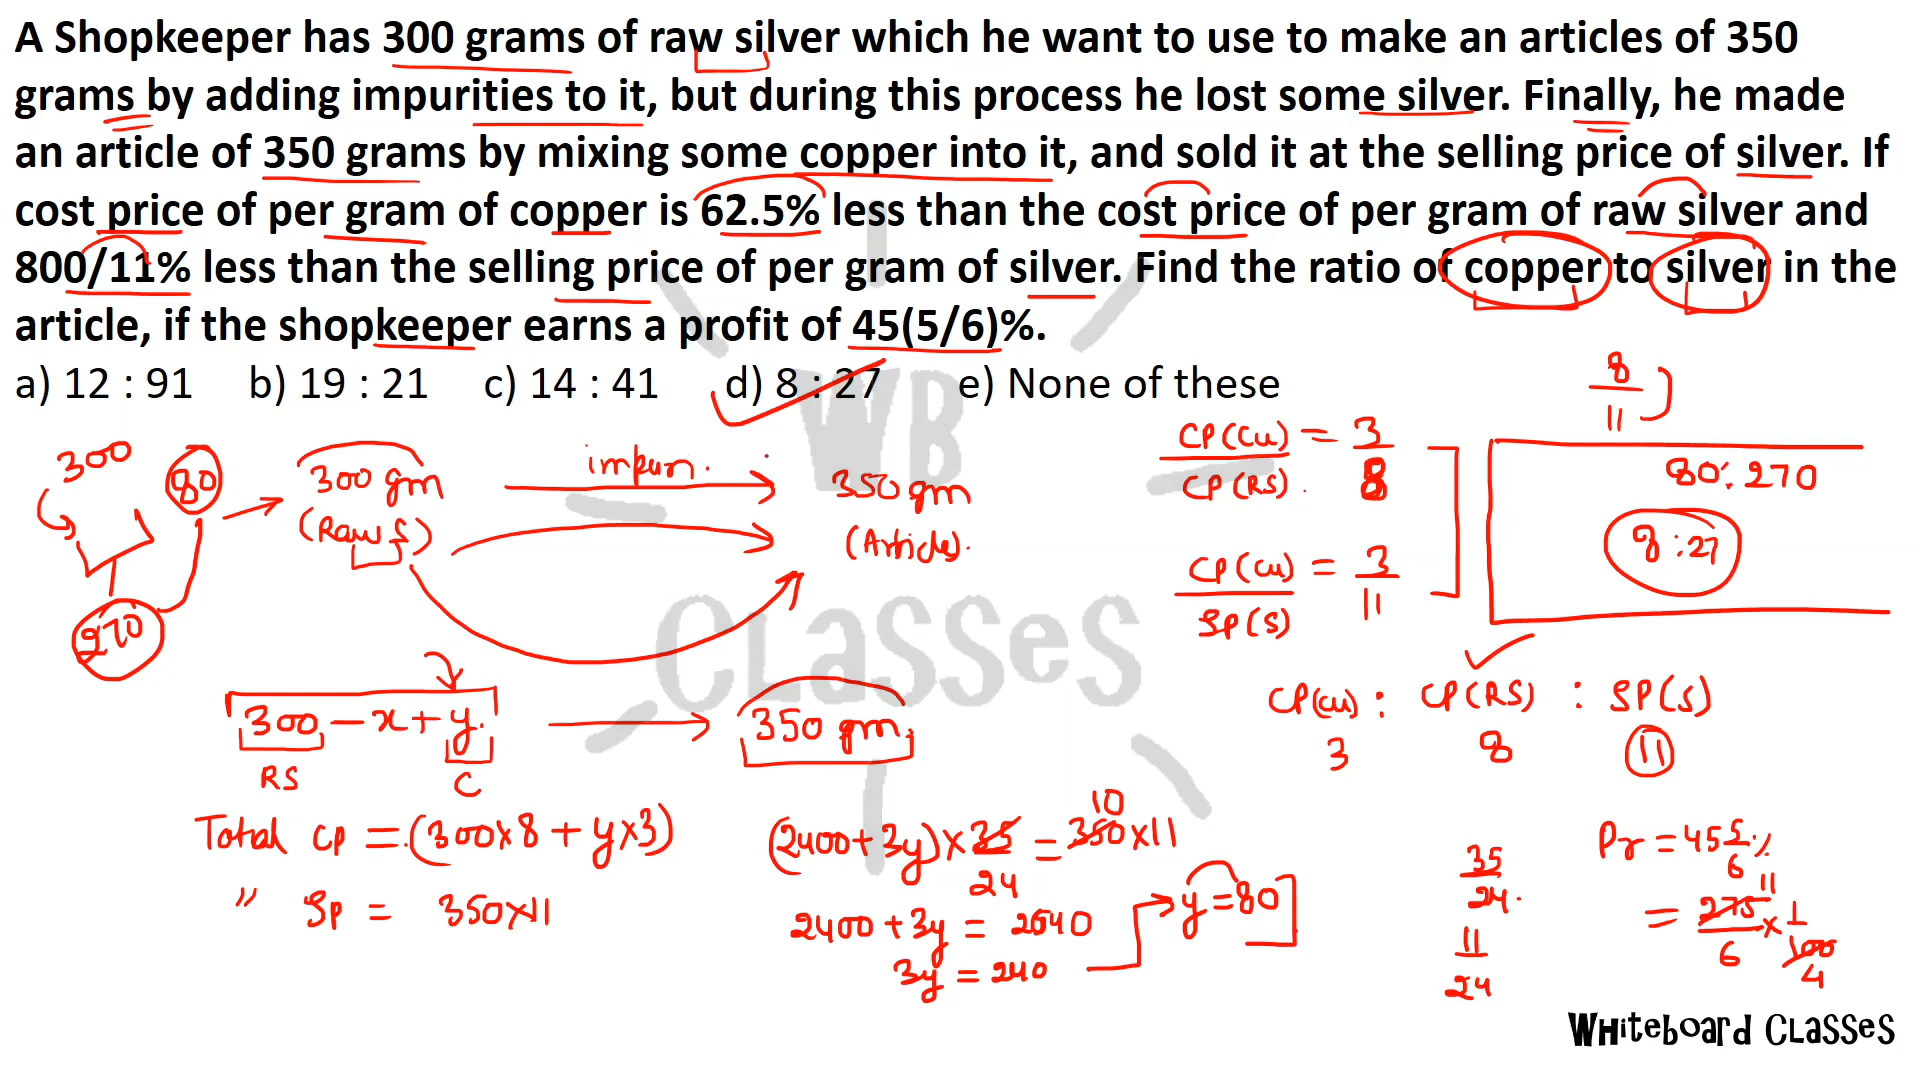 A Shopkeeper has 300 grams of raw silver which he want to use to make an articles of 350
grams by adding impurities to it, but during this process he lost some silver. Finally, he made
an article of 350 grams by mixing some copper into it, and sold it at the selling price of silver. If
cost price of per gram of copper is 62.5% less than the cost price of per gram of raw silver and
800/11% less than the selling price of per gram of silver. Find the ratio of copper to silver in the
article, if the shopkeeper earns a profit of 45(5/6)%.
a) 12 : 91 b) 19 : 21 c) 14 : 41 d) 8 : 27 e) None of these
WB
CLasses
8/11
300 80 270
300 gm impur. 350 gm
(Raw S) (Article).
CP(Cu)/CP(RS). = 3/8
CP(Cu)/SP(S) = 3/11
80:270
8:27
CP(Cu) : CP(RS) : SP(S)
3 8 11
300 - x + y. 350 gm.
RS C
Total CP = (300×8 + y×3)
" SP = 350×11
(2400+3y)×35/24 = 350×11
10
2400+3y = 2640
3y = 240
y = 80
35/24.
11/24
Pr = 45 5/6 %
= 275/6 × 1/100
11
4
WHiteboard Classes